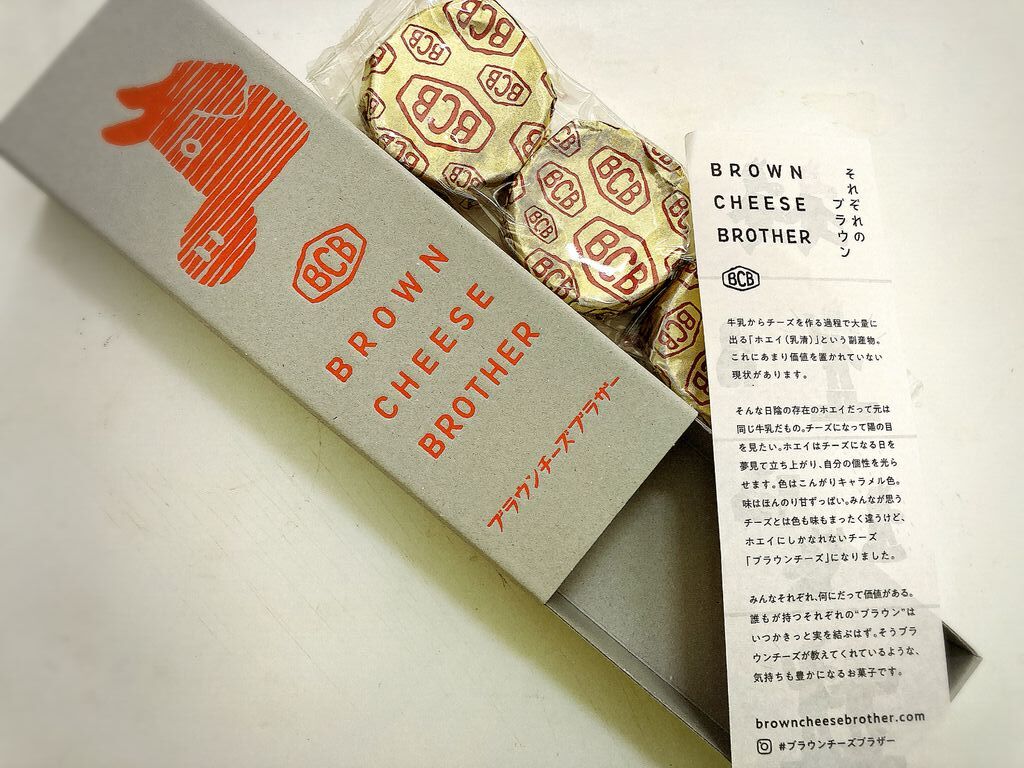 BCB
BROWN
CHEESE
BROTHER
ブラウンチーズブラザー
BCB
BCB
BCB
BCB
BCB
BCB
BCB
BCB
BCB
BCB
BROWN
CHEESE
BROTHER
それぞれの
ブラウン
BCB
牛乳からチーズを作る過程で大量に
出る「ホエイ(乳清)」という副産物。
これにあまり価値を置かれていない
現状があります。
そんな日陰の存在のホエイだって元は
同じ牛乳だもの。チーズになって陽の目
を見たい。ホエイはチーズになる日を
夢見て立ち上がり、自分の個性を光ら
せます。色はこんがりキャラメル色。
味はほんのり甘ずっぱい。みんなが思う
チーズとは色も味もまったく違うけど、
ホエイにしかなれないチーズ
「ブラウンチーズ」になりました。
みんなそれぞれ、何にだって価値がある。
誰もが持つそれぞれの“ブラウン”は
いつかきっと実を結ぶはず。そうブラ
ウンチーズが教えてくれているような、
気持ちも豊かになるお菓子です。
browncheesebrother.com
#ブラウンチーズブラザー